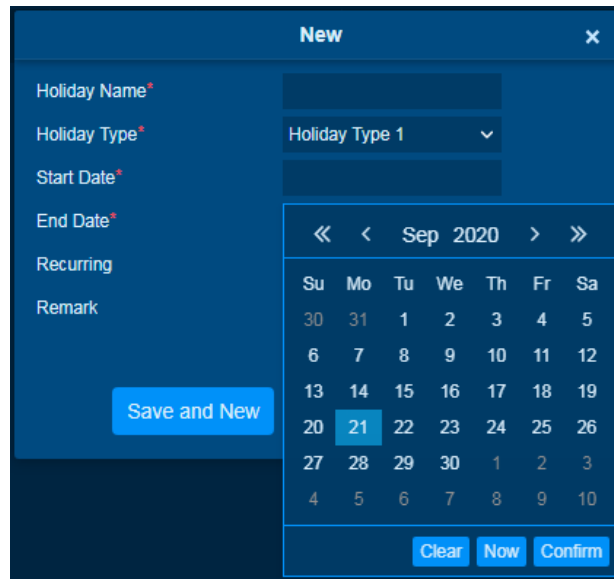 New ×
Holiday Name*
Holiday Type* Holiday Type 1
Start Date*
End Date*
Recurring
Remark
Save and New
« < Sep 2020 > »
Su Mo Tu We Th Fr Sa
30 31 1 2 3 4 5
6 7 8 9 10 11 12
13 14 15 16 17 18 19
20 21 22 23 24 25 26
27 28 29 30 1 2 3
4 5 6 7 8 9 10
Clear Now Confirm